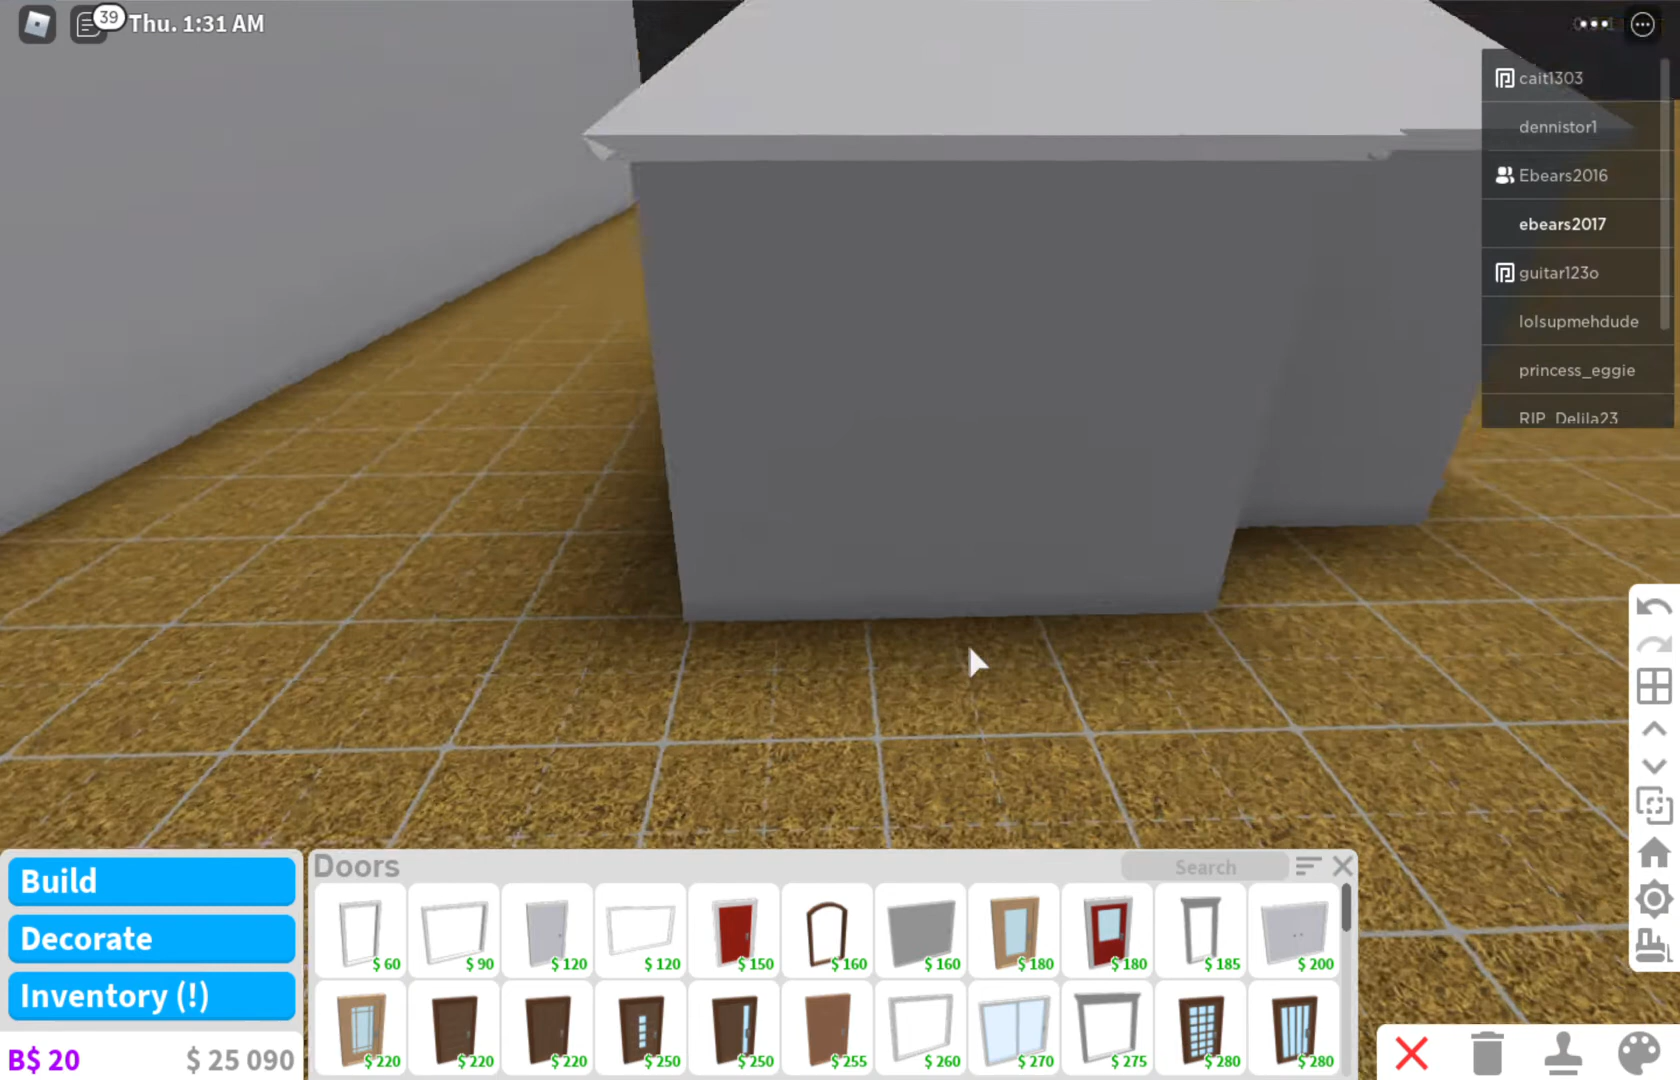 39
Thu. 1:31 AM
cait1303
dennistor1
Ebears2016
ebears2017
guitar123o
lolsupmehdude
princess_eggie
RIP_Delila23
Doors
Search
$ 60
$ 90
$ 120
$ 120
$ 150
$ 160
$ 160
$ 180
$ 180
$ 185
$ 200
$ 220
$ 220
$ 220
$ 250
$ 250
$ 255
$ 260
$ 270
$ 275
$ 280
$ 280
Build
Decorate
Inventory (!)
B$ 20
$ 25 090